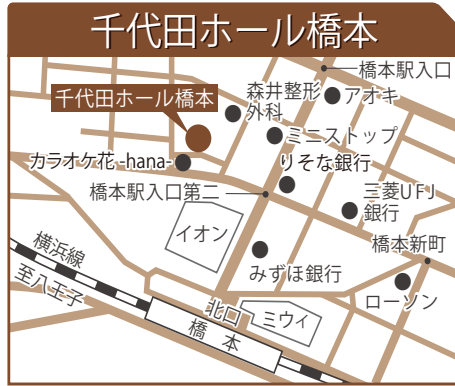 千代田ホール橋本
橋本駅入口
森井整形
外科
アオキ
千代田ホール橋本
ミニストップ
カラオケ花 -hana-
りそな銀行
橋本駅入口第二
三菱UFJ
銀行
イオン
橋本新町
横浜線
みずほ銀行
至八王子
ローソン
北口
ミウィ
橋本